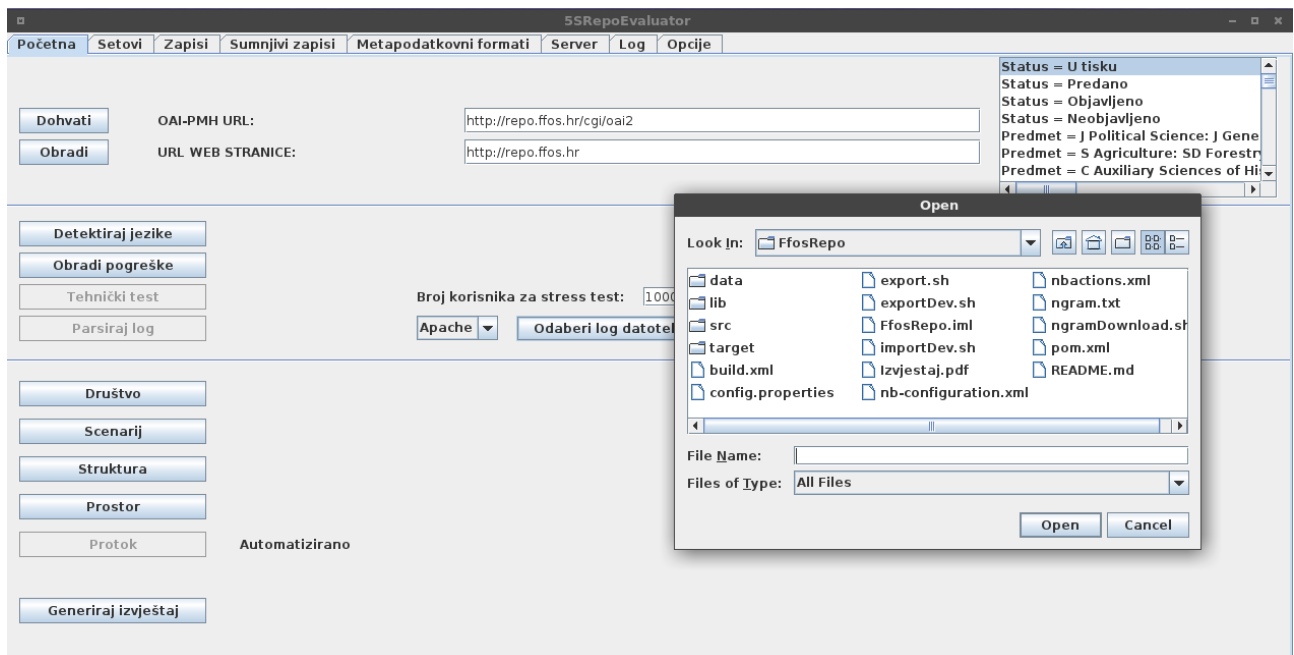 5SRepoEvaluator
Početna Setovi Zapisi Sumnjivi zapisi Metapodatkovni formati Server Log Opcije
Status = U tisku
Status = Predano
Status = Objavljeno
Status = Neobjavljeno
Predmet = J Political Science: J Gene
Predmet = S Agriculture: SD Forestry
Predmet = C Auxiliary Sciences of Hi
Dohvati OAI-PMH URL: http://repo.ffos.hr/cgi/oai2
Obradi URL WEB STRANICE: http://repo.ffos.hr
Detektiraj jezike
Obradi pogreške
Tehnički test Broj korisnika za stress test: 1000
Parsiraj log Apache Odaberi log datotel
Društvo
Scenarij
Struktura
Prostor
Protok Automatizirano
Generiraj izvještaj
Open
Look In: FfosRepo
data export.sh nbactions.xml
lib exportDev.sh ngram.txt
src FfosRepo.iml ngramDownload.sh
target importDev.sh pom.xml
build.xml Izvjestaj.pdf README.md
config.properties nb-configuration.xml
File Name:
Files of Type: All Files
Open Cancel